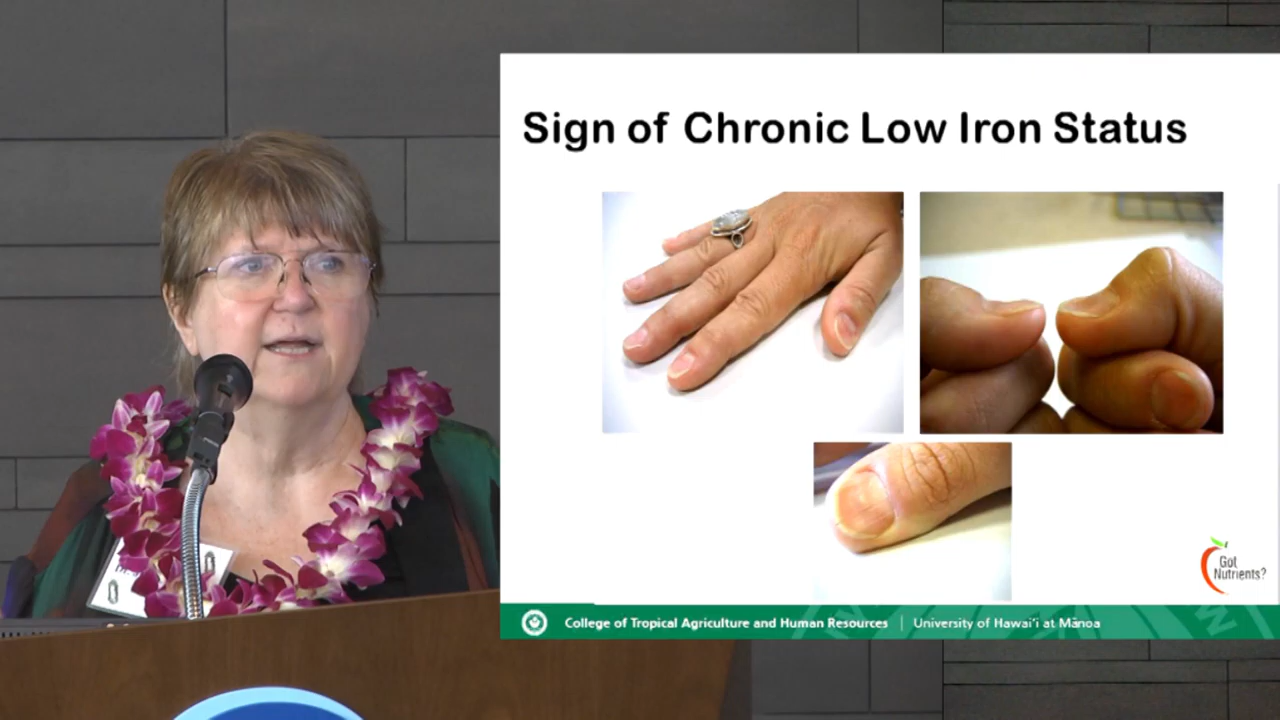 Sign of Chronic Low Iron Status
Got
Nutrients?
College of Tropical Agriculture and Human Resources | University of Hawai'i at Mānoa